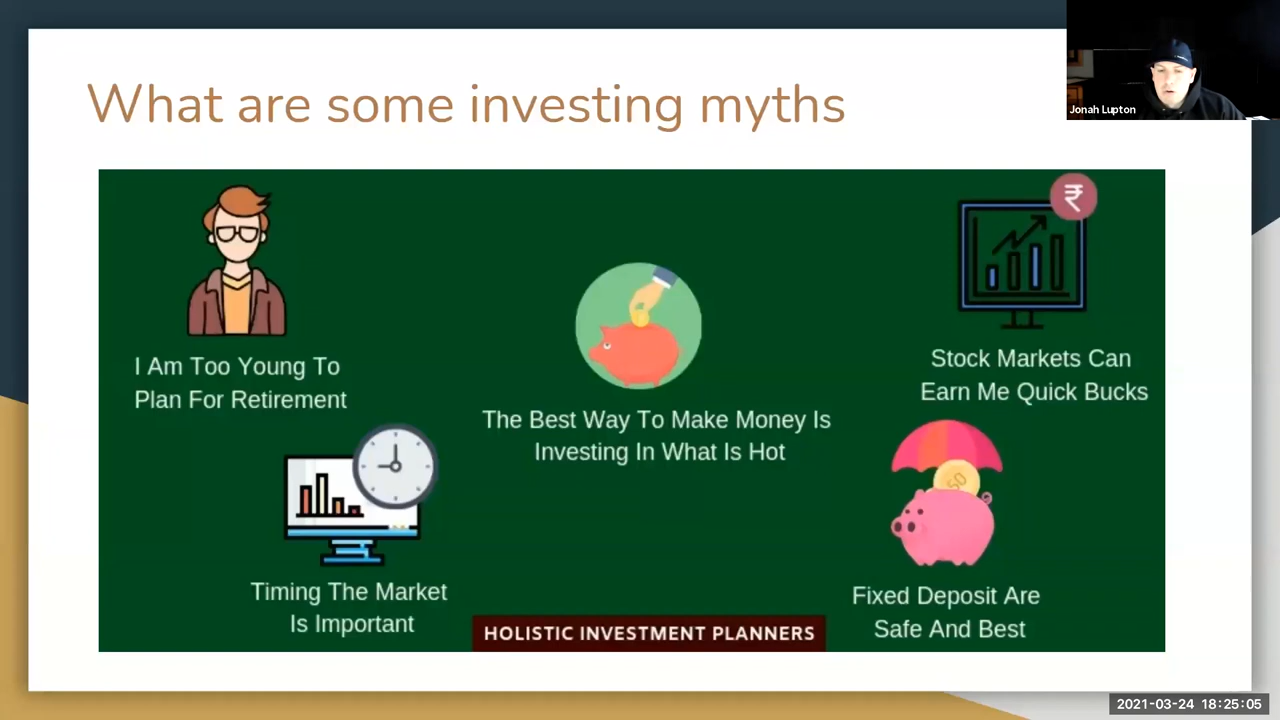 What are some investing myths
Jonah Lupton
₹
I Am Too Young To
Plan For Retirement
The Best Way To Make Money Is
Investing In What Is Hot
Stock Markets Can
Earn Me Quick Bucks
50
Timing The Market
Is Important
Fixed Deposit Are
Safe And Best
HOLISTIC INVESTMENT PLANNERS
2021-03-24 18:25:05